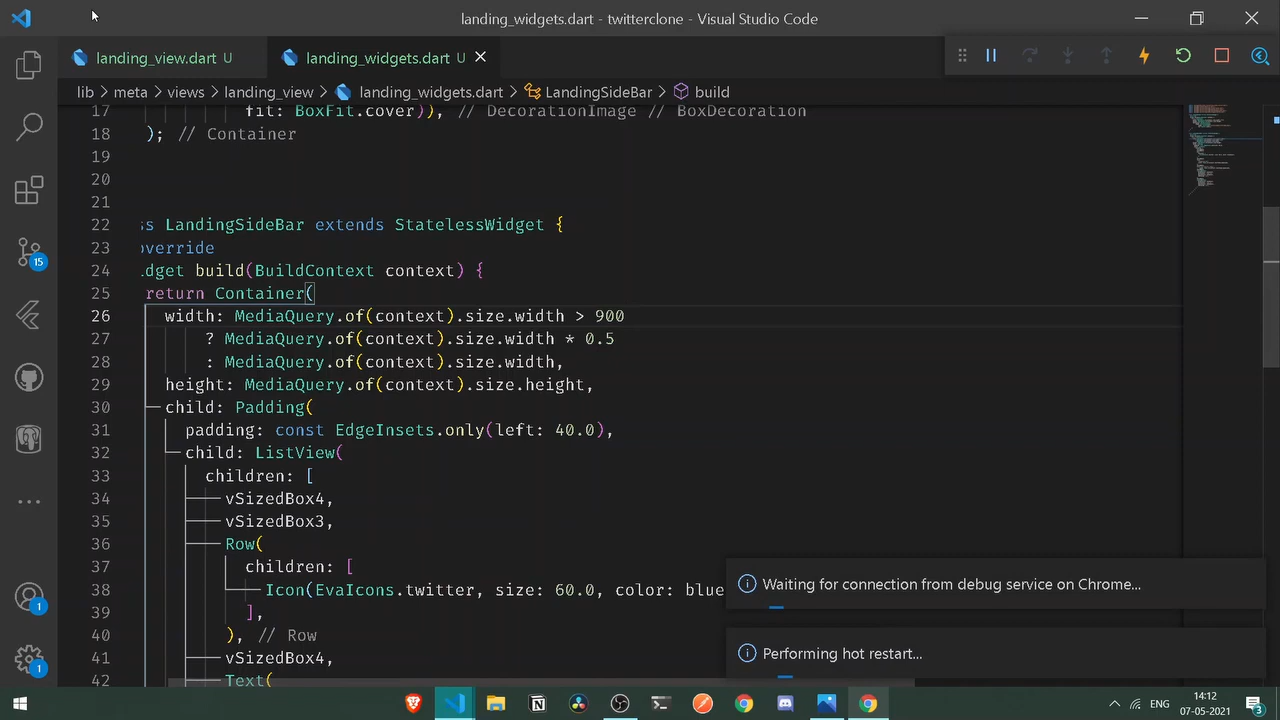 landing_widgets.dart - twitterclone - Visual Studio Code
landing_view.dart U
landing_widgets.dart U
lib > meta > views > landing_view > landing_widgets.dart > LandingSideBar > build
17 fit: BoxFit.cover)), // DecorationImage // BoxDecoration
18 ); // Container
19
20
21
22 ss LandingSideBar extends StatelessWidget {
23 override
24 dget build(BuildContext context) {
25 return Container(
26 width: MediaQuery.of(context).size.width > 900
27 ? MediaQuery.of(context).size.width * 0.5
28 : MediaQuery.of(context).size.width,
29 height: MediaQuery.of(context).size.height,
30 child: Padding(
31 padding: const EdgeInsets.only(left: 40.0),
32 child: ListView(
33 children: [
34 vSizedBox4,
35 vSizedBox3,
36 Row(
37 children: [
38 Icon(EvaIcons.twitter, size: 60.0, color: blue
39 ],
40 ), // Row
41 vSizedBox4,
42 Text(
15
1
1
Waiting for connection from debug service on Chrome...
Performing hot restart...
ENG
14:12
07-05-2021
3